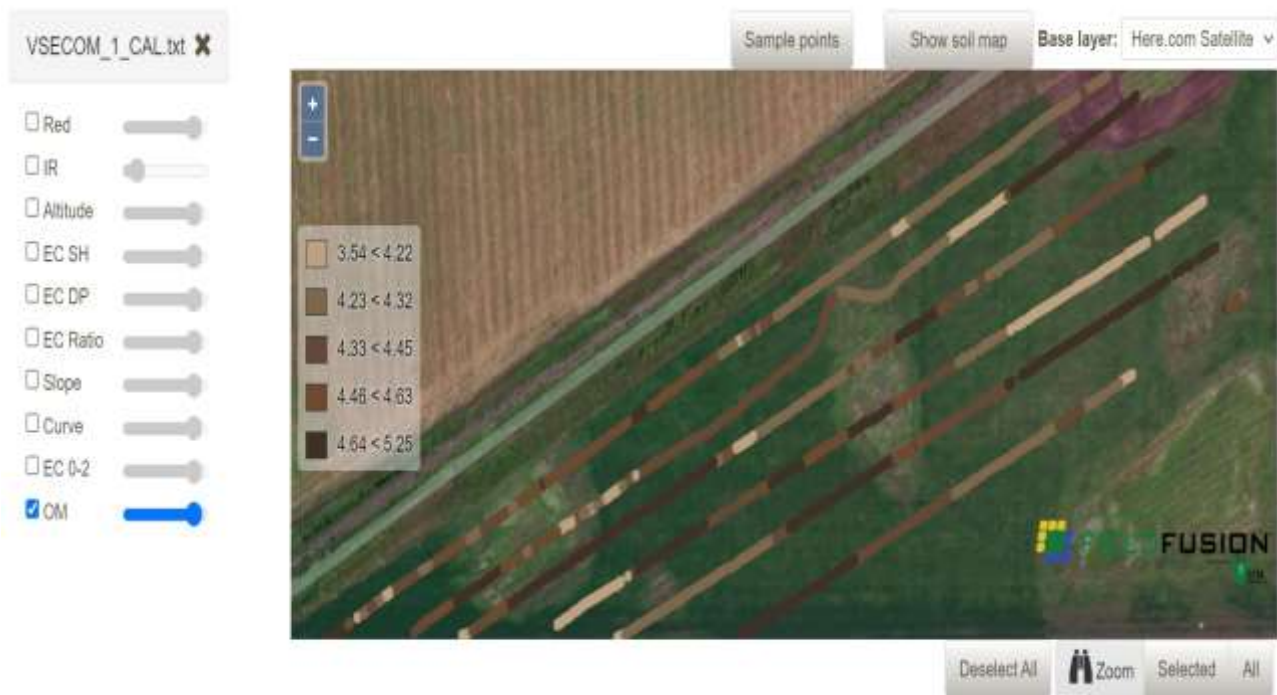 VSECOM_1_CAL.txt ✖
Sample points
Show soil map
Base layer: Here.com Satellite
Red
IR
Altitude
EC SH
EC DP
EC Ratio
Slope
Curve
EC 0-2
OM
+
−
3.54 < 4.22
4.23 < 4.32
4.33 < 4.45
4.46 < 4.63
4.64 < 5.25
FUSION
Deselect All
Zoom
Selected
All